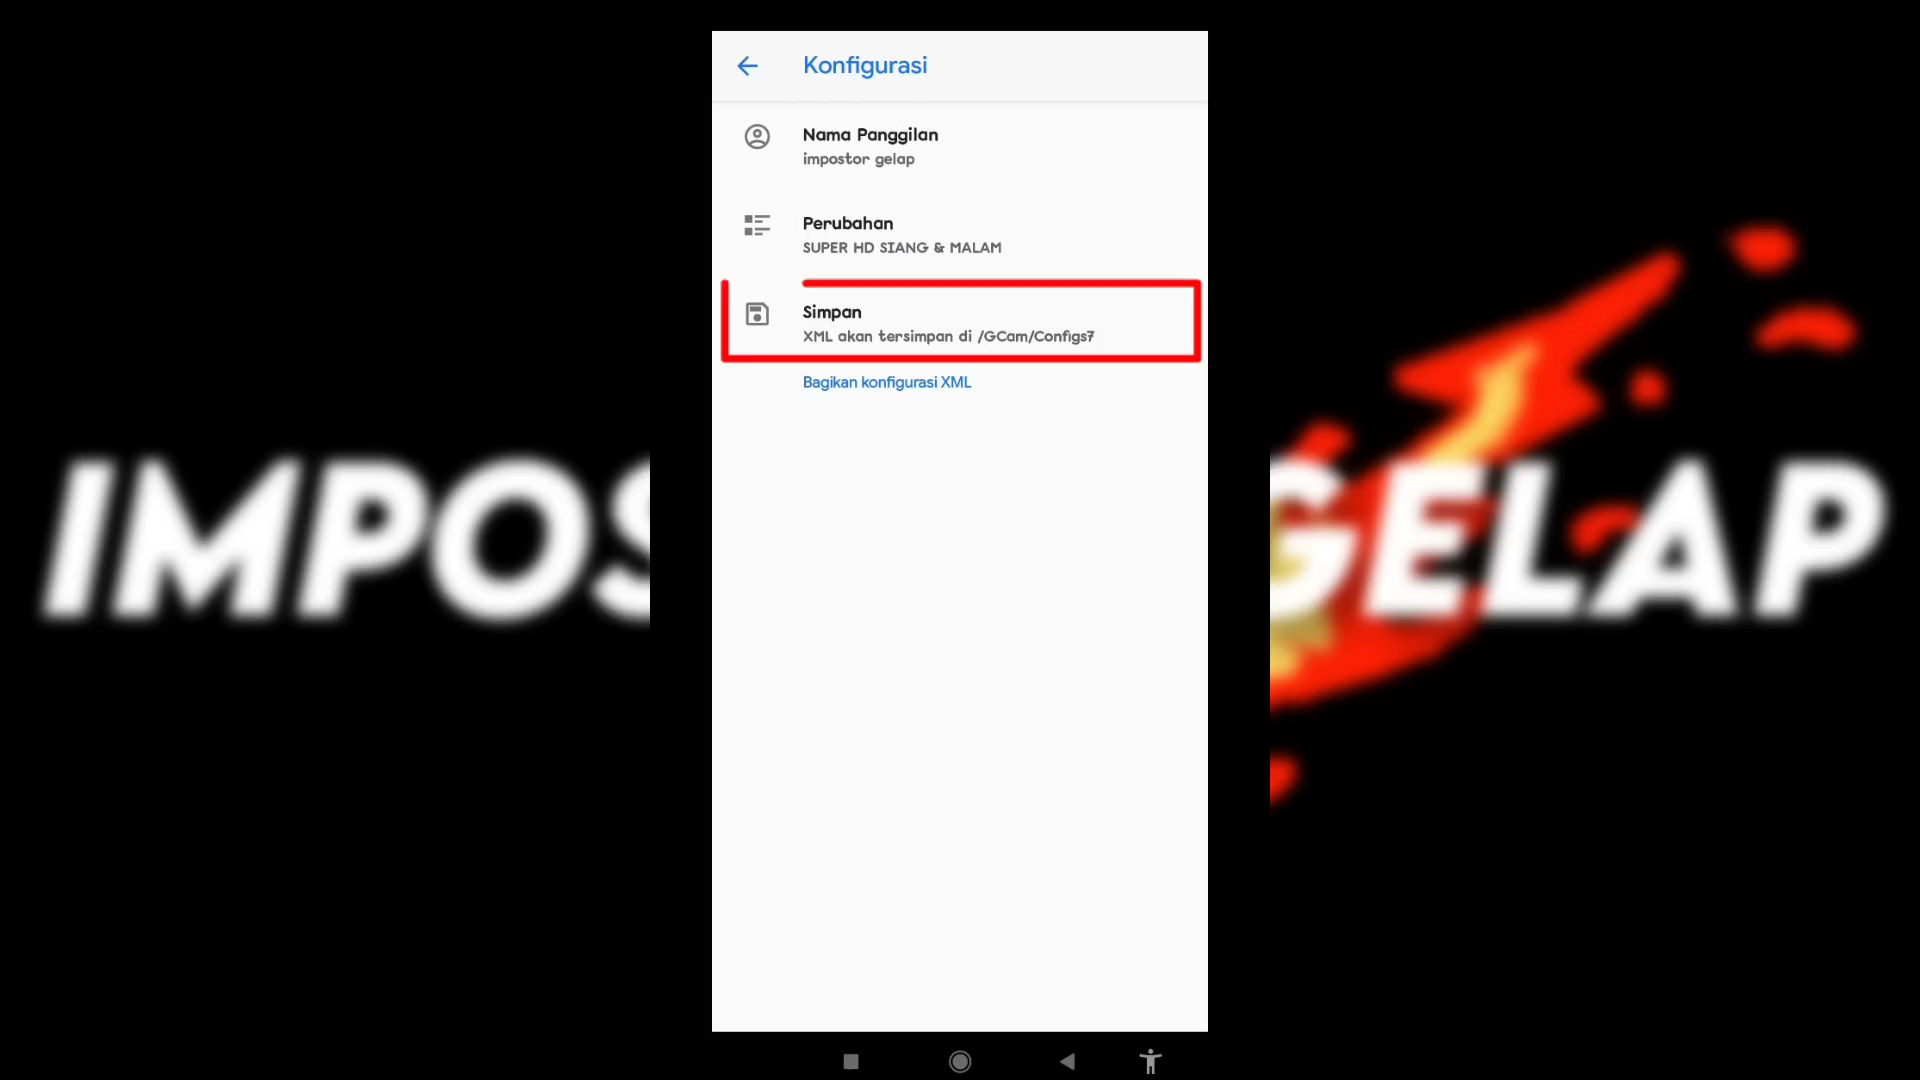 Konfigurasi
Nama Panggilan
impostor gelap
Perubahan
SUPER HD SIANG & MALAM
Simpan
XML akan tersimpan di /GCam/Configs7
Bagikan konfigurasi XML
IMPOS GELAP